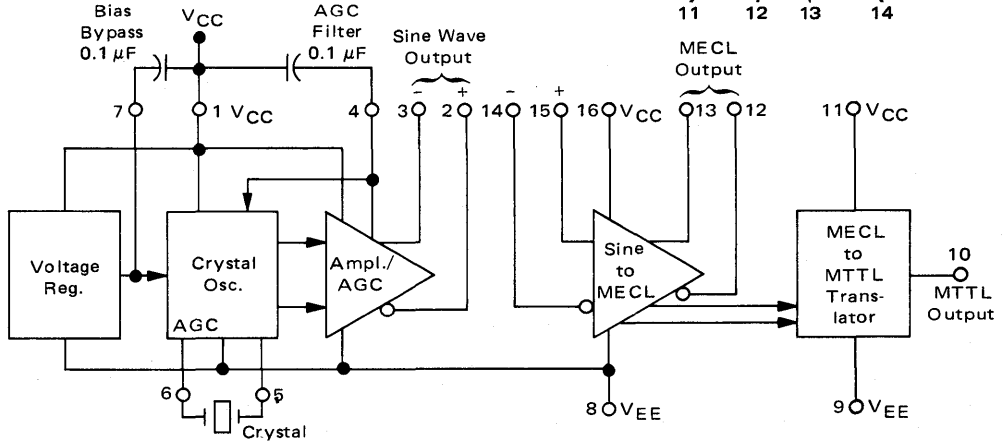 11 12 13 14
Bias
Bypass
0.1 µF
VCC
AGC
Filter
0.1 µF
Sine Wave
Output
MECL
Output
7
1 VCC
4
3 −
2 +
14 −
15 +
16 VCC
13
12
11 VCC
Voltage
Reg.
Crystal
Osc.
AGC
Ampl./
AGC
Sine
to
MECL
MECL
to
MTTL
Trans-
lator
10
MTTL
Output
6
5
Crystal
8 VEE
9 VEE